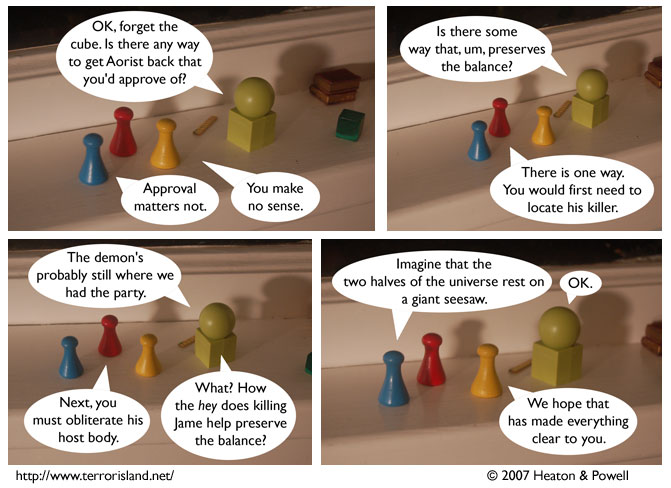 OK, forget the
cube. Is there any way
to get Aorist back that
you'd approve of?
Approval
matters not.
You make
no sense.
Is there some
way that, um, preserves
the balance?
There is one way.
You would first need to
locate his killer.
The demon's
probably still where we
had the party.
Next, you
must obliterate his
host body.
What? How
the hey does killing
Jame help preserve
the balance?
Imagine that the
two halves of the universe rest on
a giant seesaw.
OK.
We hope that
has made everything
clear to you.
http://www.terrorisland.net/
© 2007 Heaton & Powell